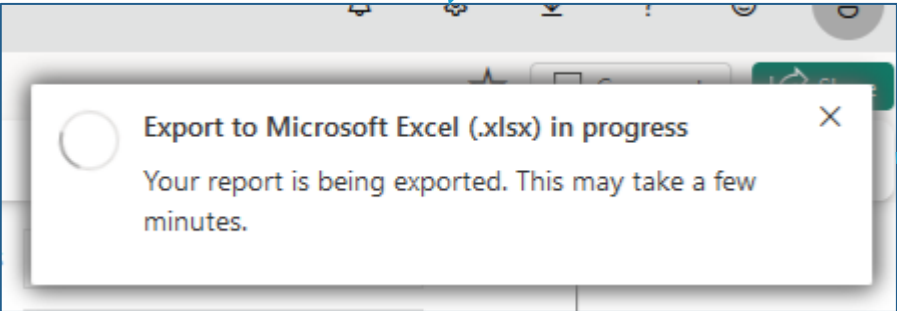 Export to Microsoft Excel (.xlsx) in progress
Your report is being exported. This may take a few
minutes.